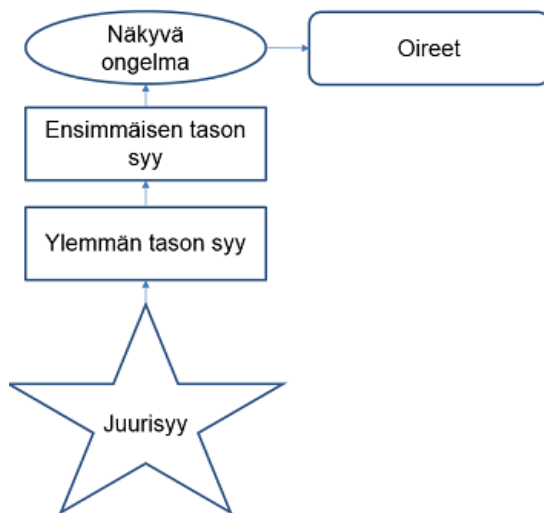 Näkyvä
ongelma
Oireet
Ensimmäisen tason
syy
Ylemmän tason syy
Juurisyy